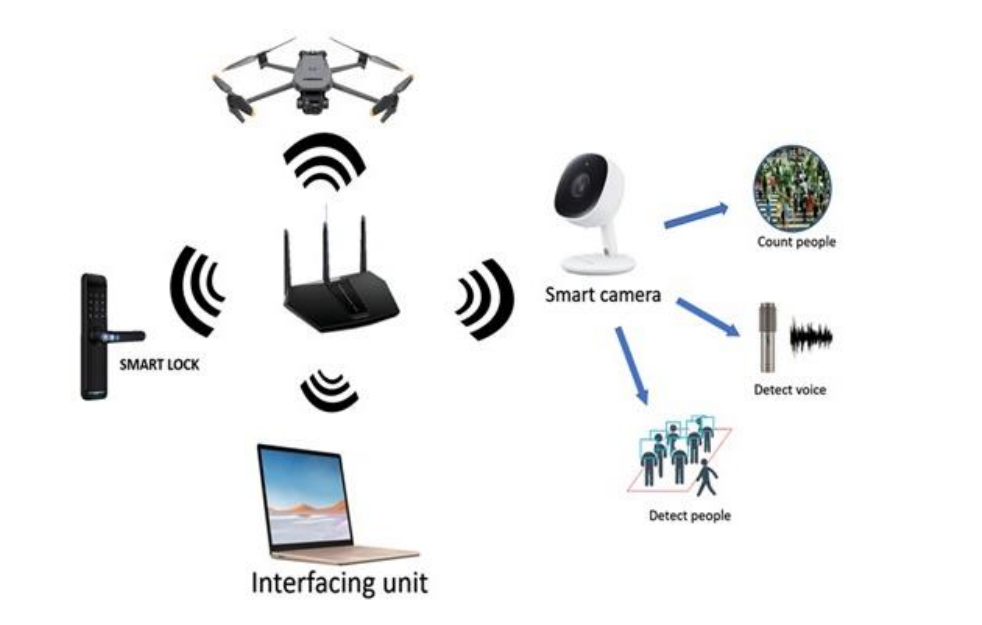 Count people
Smart camera
SMART LOCK
Detect voice
Detect people
Interfacing unit